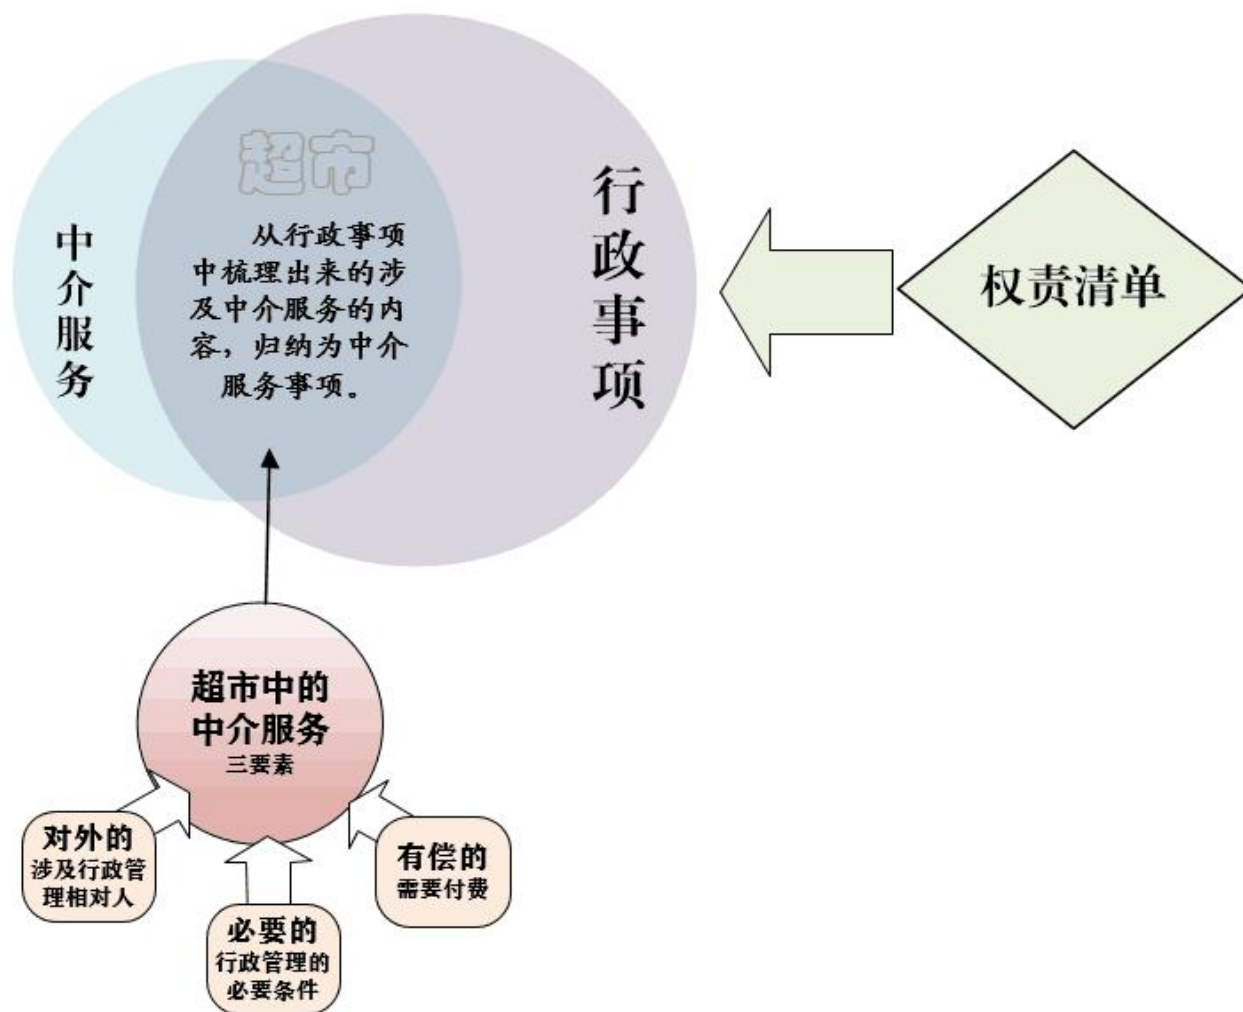 超市
从行政事项
中梳理出来的涉
及中介服务的内
容，归纳为中介
服务事项。
中介服务
行政事项
权责清单
超市中的
中介服务
三要素
对外的
涉及行政管
理相对人
必要的
行政管理的
必要条件
有偿的
需要付费